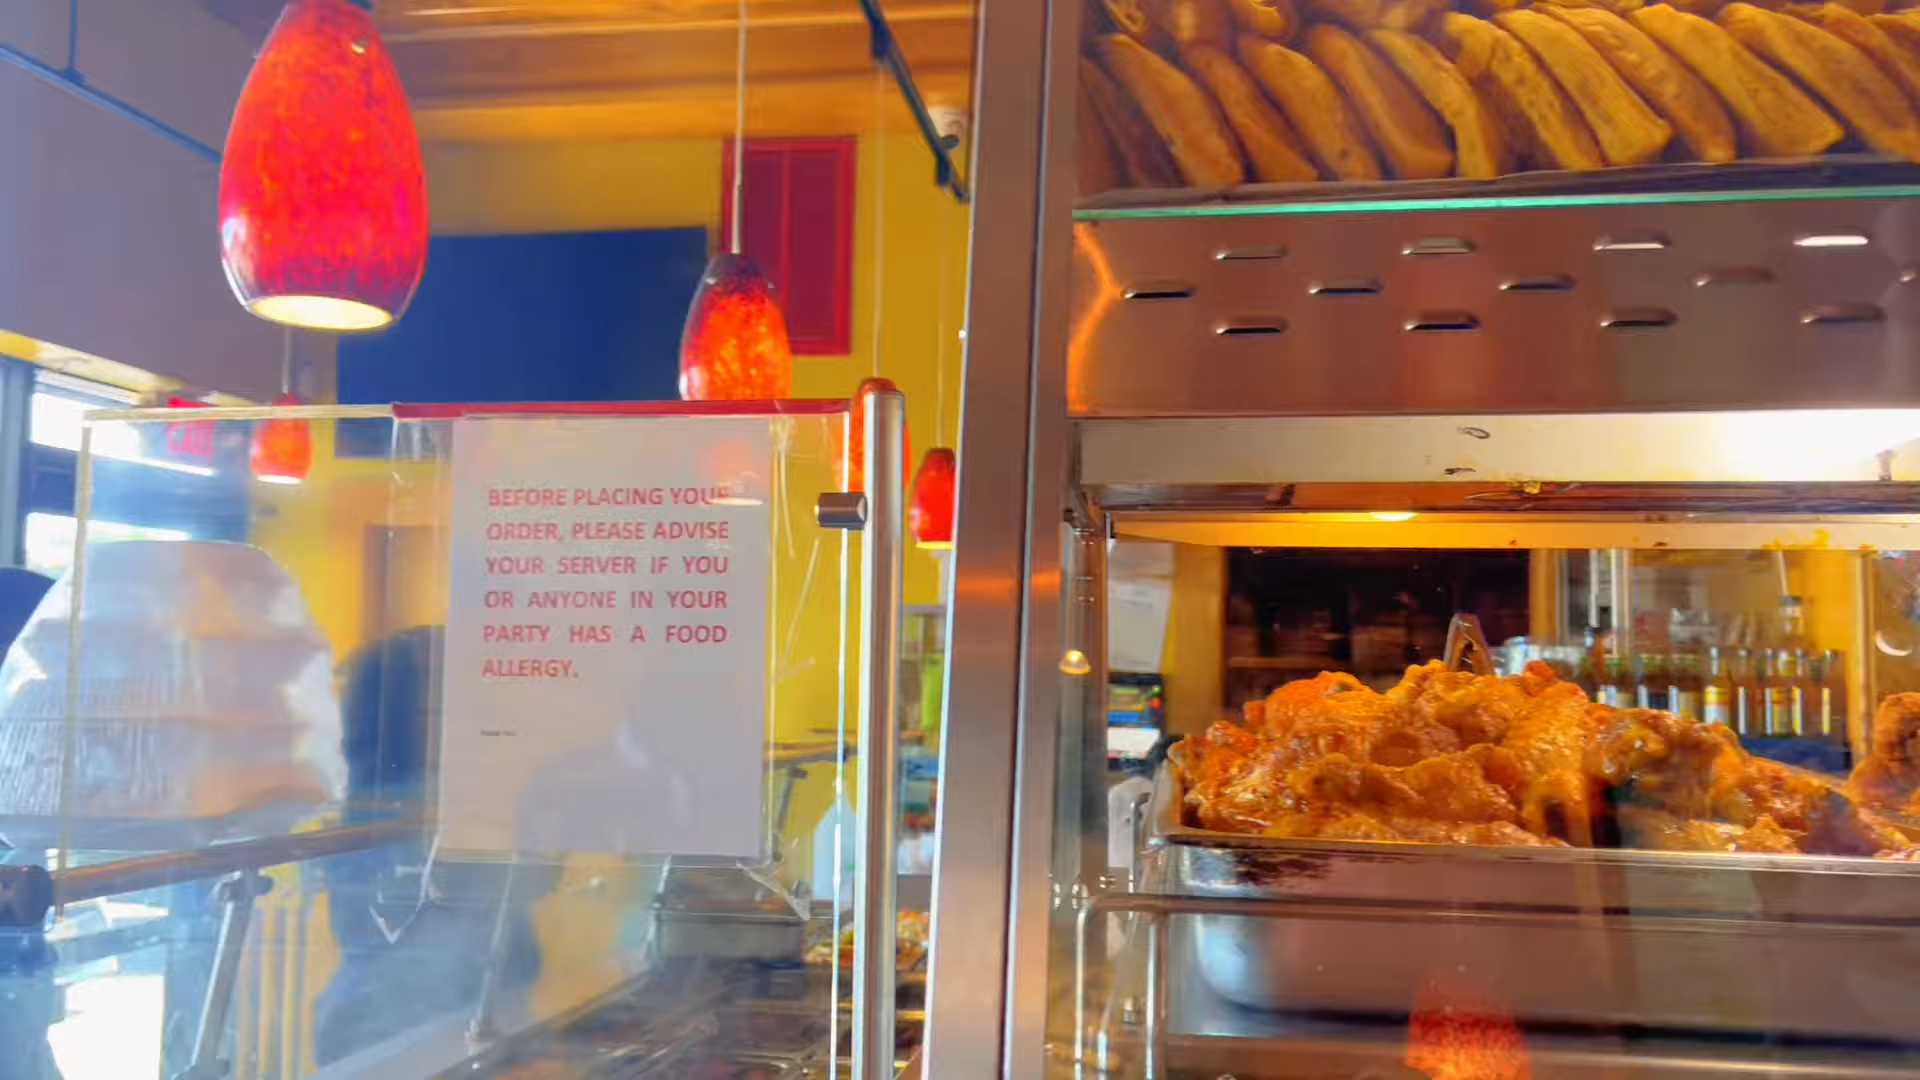 BEFORE PLACING YOUR
ORDER, PLEASE ADVISE
YOUR SERVER IF YOU
OR ANYONE IN YOUR
PARTY HAS A FOOD
ALLERGY.